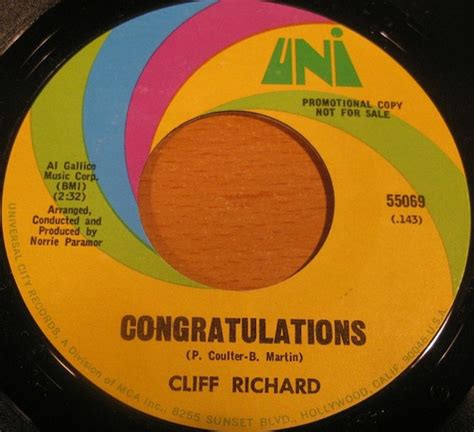 UNI
PROMOTIONAL COPY
NOT FOR SALE
Al Gallico
Music Corp.
(BMI)
(2:32)
Arranged,
Conducted and
Produced by
Norrie Paramor
55069
(.143)
CONGRATULATIONS
(P. Coulter-B. Martin)
CLIFF RICHARD
UNIVERSAL CITY RECORDS, A Division of MCA Inc., 8255 SUNSET BLVD., HOLLYWOOD, CALIF. 90046 U.S.A.